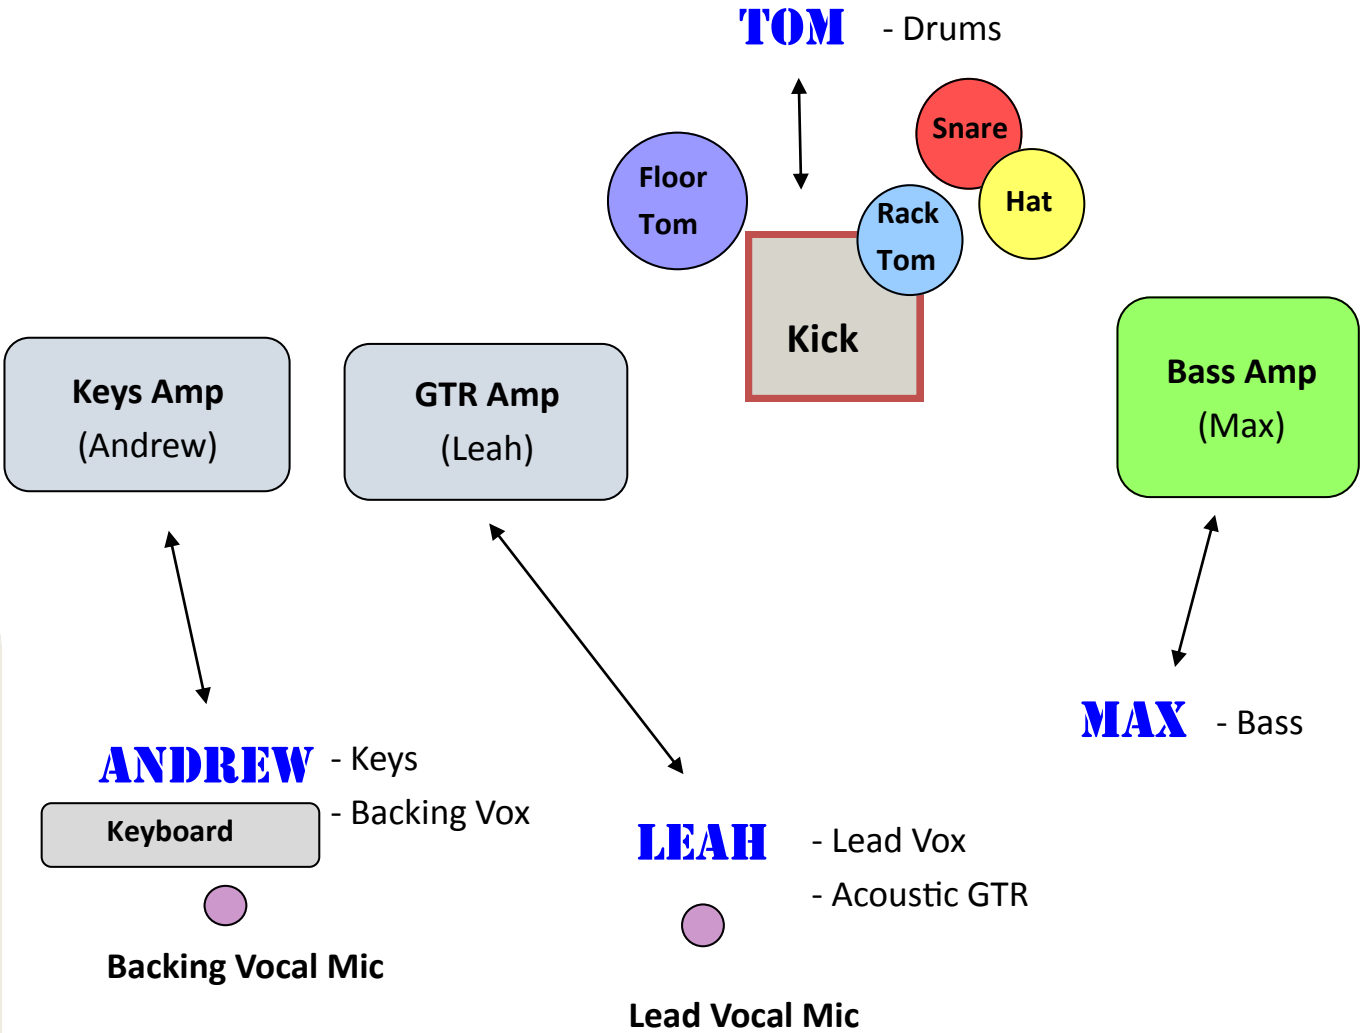 TOM - Drums
Snare
Floor
Tom
Hat
Rack
Tom
Kick
Keys Amp
(Andrew)
GTR Amp
(Leah)
Bass Amp
(Max)
ANDREW - Keys
- Backing Vox
Keyboard
Backing Vocal Mic
LEAH - Lead Vox
- Acoustic GTR
Lead Vocal Mic
MAX - Bass